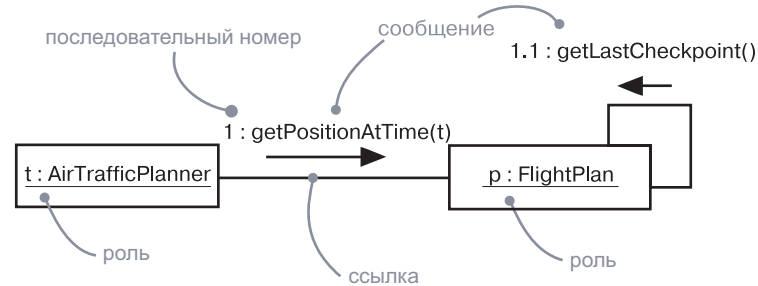 сообщение
последовательный номер
1.1 : getLastCheckpoint()
1 : getPositionAtTime(t)
t : AirTrafficPlanner
p : FlightPlan
роль
ссылка
роль